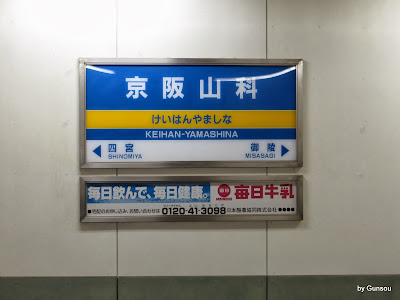 京阪山科
けいはんやましな
KEIHAN-YAMASHINA
四宮 御陵
SHINOMIYA MISASAGI
毎日飲んで、毎日健康。 毎日牛乳
0120-41-3098
by Gunsou